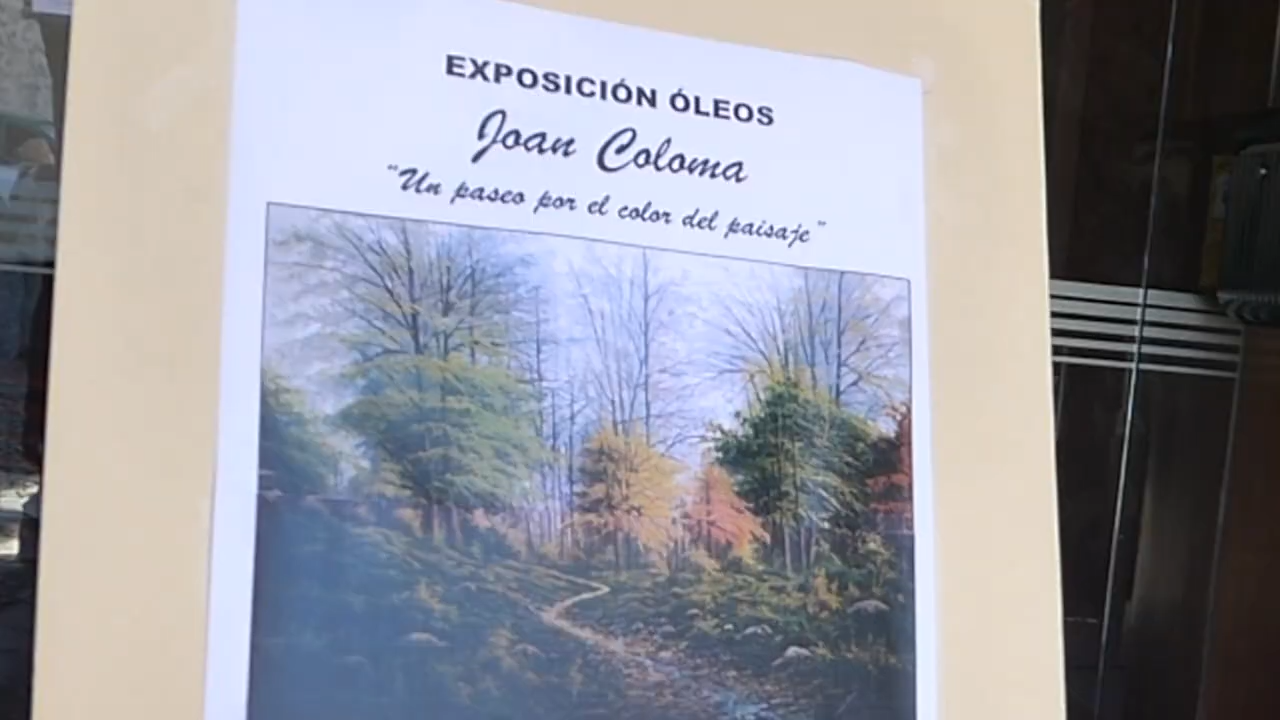 EXPOSICIÓN ÓLEOS
Joan Coloma
“Un paseo por el color del paisaje”